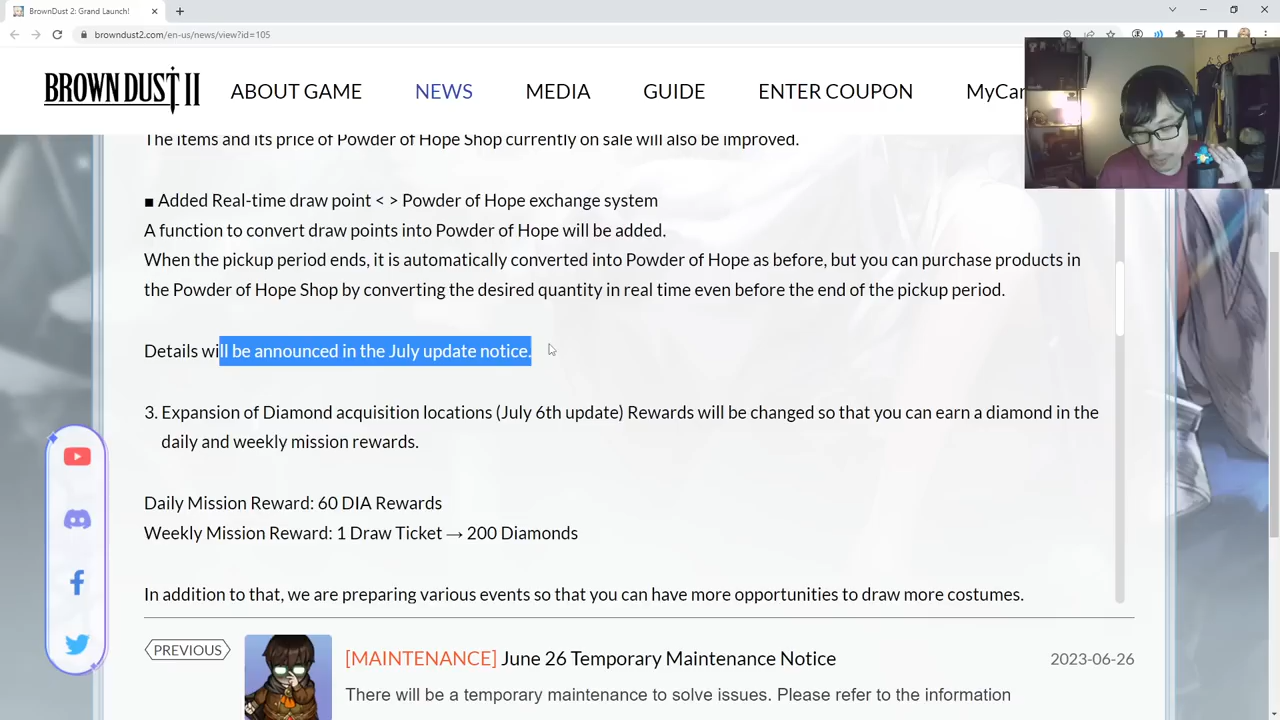 BrownDust 2: Grand Launch!
browndust2.com/en-us/news/view?id=105
BROWN DUST II
ABOUT GAME
NEWS
MEDIA
GUIDE
ENTER COUPON
The items and its price of Powder of Hope Shop currently on sale will also be improved.
■ Added Real-time draw point < > Powder of Hope exchange system
A function to convert draw points into Powder of Hope will be added.
When the pickup period ends, it is automatically converted into Powder of Hope as before, but you can purchase products in
the Powder of Hope Shop by converting the desired quantity in real time even before the end of the pickup period.
Details will be announced in the July update notice.
3. Expansion of Diamond acquisition locations (July 6th update) Rewards will be changed so that you can earn a diamond in the
daily and weekly mission rewards.
Daily Mission Reward: 60 DIA Rewards
Weekly Mission Reward: 1 Draw Ticket → 200 Diamonds
In addition to that, we are preparing various events so that you can have more opportunities to draw more costumes.
PREVIOUS
[MAINTENANCE] June 26 Temporary Maintenance Notice
2023-06-26
There will be a temporary maintenance to solve issues. Please refer to the information